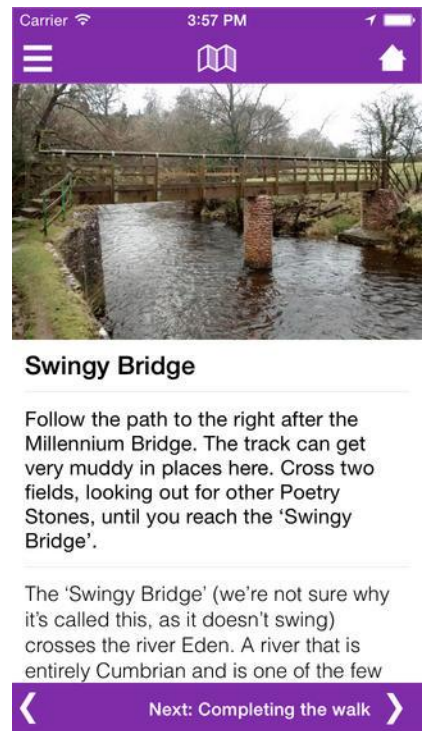 Carrier 3:57 PM
Swingy Bridge
Follow the path to the right after the
Millennium Bridge. The track can get
very muddy in places here. Cross two
fields, looking out for other Poetry
Stones, until you reach the ‘Swingy
Bridge’.
The ‘Swingy Bridge’ (we’re not sure why
it’s called this, as it doesn’t swing)
crosses the river Eden. A river that is
entirely Cumbrian and is one of the few
Next: Completing the walk